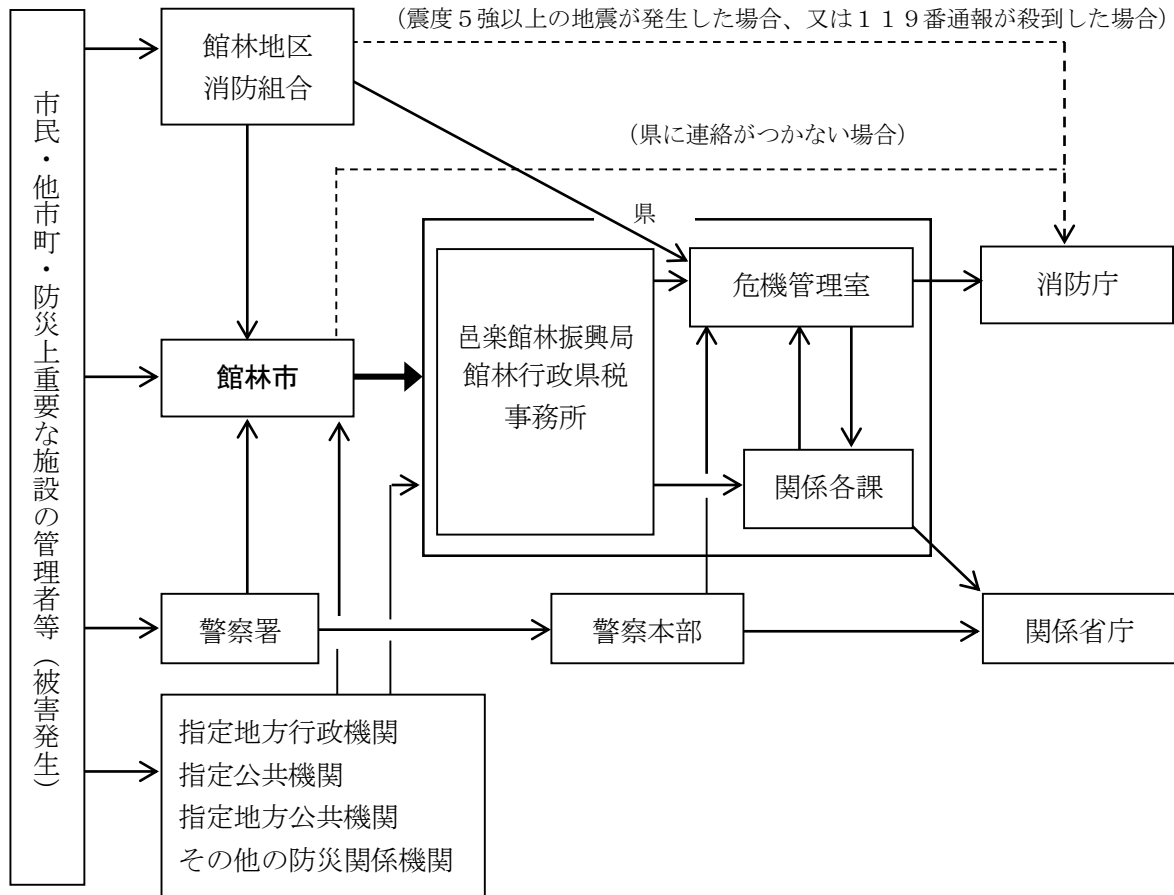 （震度５強以上の地震が発生した場合、又は１１９番通報が殺到した場合）
市民・他市町・防災上重要な施設の管理者等（被害発生）
館林地区
消防組合
（県に連絡がつかない場合）
県
危機管理室
消防庁
邑楽館林振興局
館林行政県税
事務所
館林市
関係各課
警察署
警察本部
関係省庁
指定地方行政機関
指定公共機関
指定地方公共機関
その他の防災関係機関